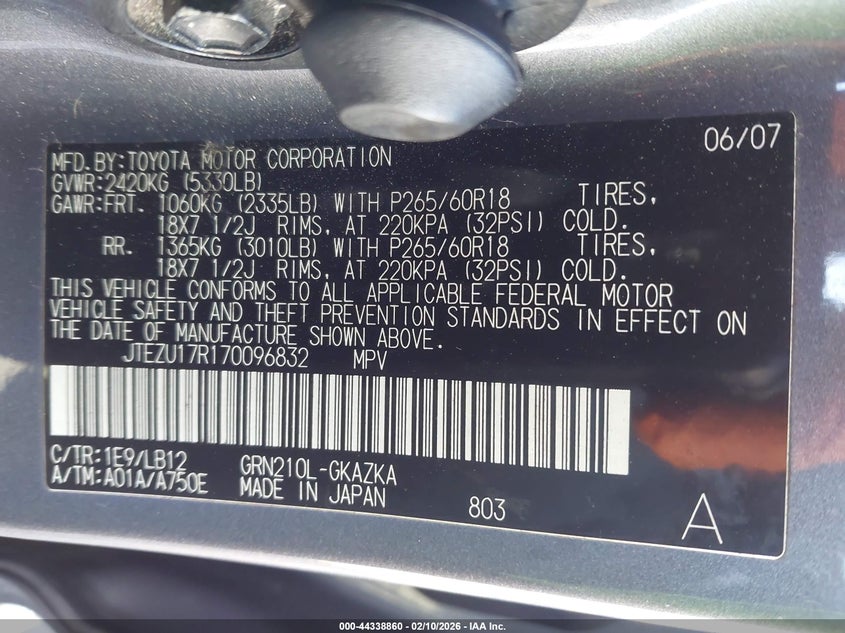 06/07
MFD. BY: TOYOTA MOTOR CORPORATION
GVWR: 2420KG (5330LB)
GAWR: FRT. 1060KG (2335LB) WITH P265/60R18 TIRES,
18X7 1/2J RIMS, AT 220KPA (32PSI) COLD.
RR. 1365KG (3010LB) WITH P265/60R18 TIRES,
18X7 1/2J RIMS, AT 220KPA (32PSI) COLD.
THIS VEHICLE CONFORMS TO ALL APPLICABLE FEDERAL MOTOR
VEHICLE SAFETY AND THEFT PREVENTION STANDARDS IN EFFECT ON
THE DATE OF MANUFACTURE SHOWN ABOVE.
JTEZU17R170096832 MPV
C/TR: 1E9/LB12 GRN210L-GKAZKA
A/TM: A01A/A750E MADE IN JAPAN 803 A
000-44338860 - 02/10/2026 - IAA Inc.